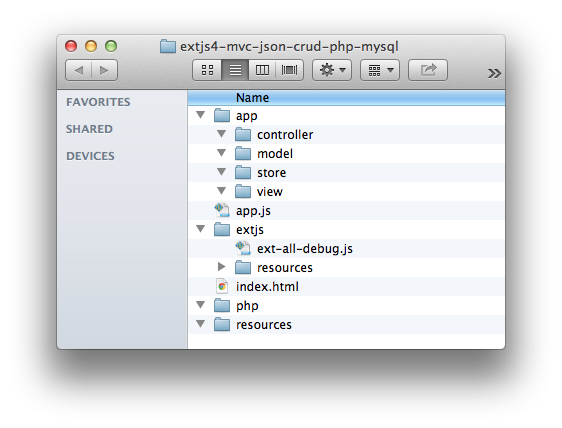 extjs4-mvc-json-crud-php-mysql
FAVORITES
SHARED
DEVICES
Name
app
controller
model
store
view
app.js
extjs
ext-all-debug.js
resources
index.html
php
resources